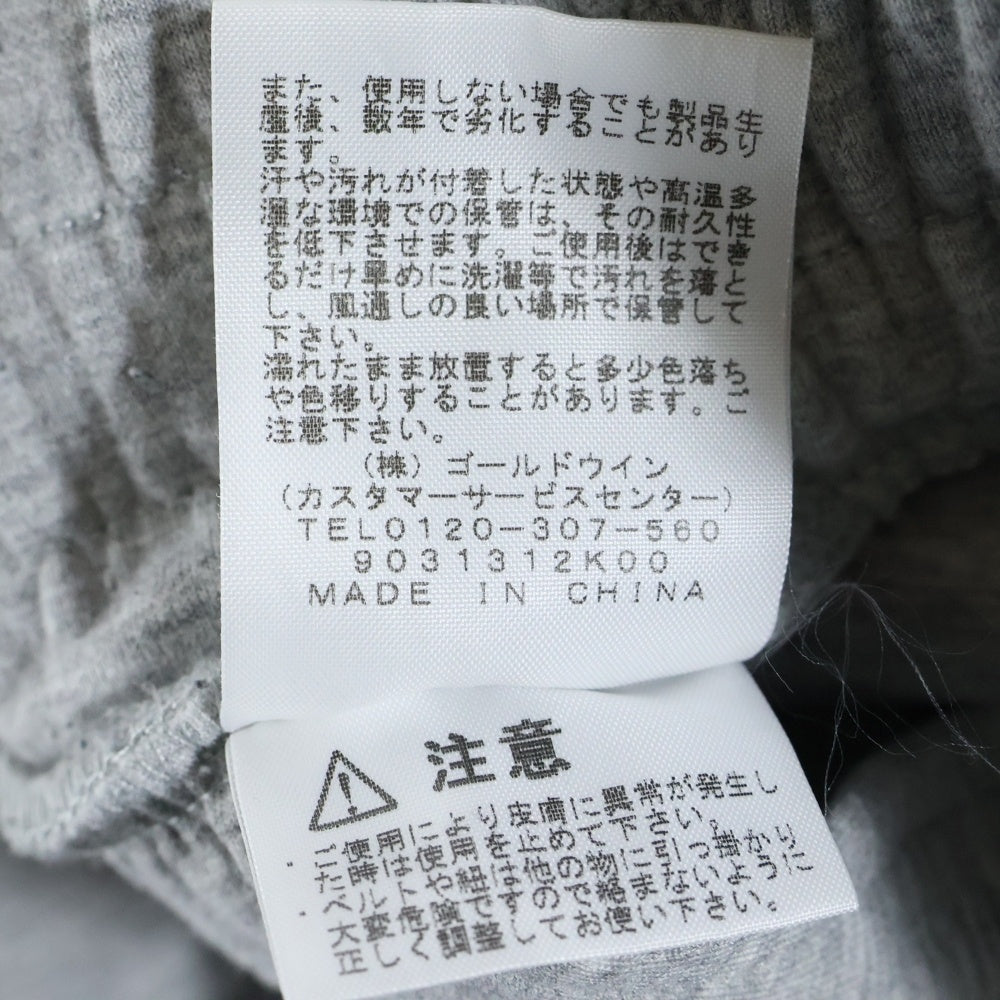 また、使用しない場合でも製品生
産後、数年で劣化することがあり
ます。
汗や汚れが付着した状態や高温多
湿な環境での保管は、その耐久性
を低下させます。ご使用後はでき
るだけ早めに洗濯等で汚れを落と
し、風通しの良い場所で保管して
下さい。
濡れたまま放置すると多少色落ち
や色移りすることがあります。ご
注意下さい。
(株)ゴールドウイン
(カスタマーサービスセンター)
TEL0120-307-560
9031312K00
MADE IN CHINA
注意
・ご使用により皮膚に異常が発生し
た時は使用を止めて下さい。
・ベルトや紐は他の物に引っ掛かり
大変危険ですので絡まないように
正しく調整してお使い下さい。